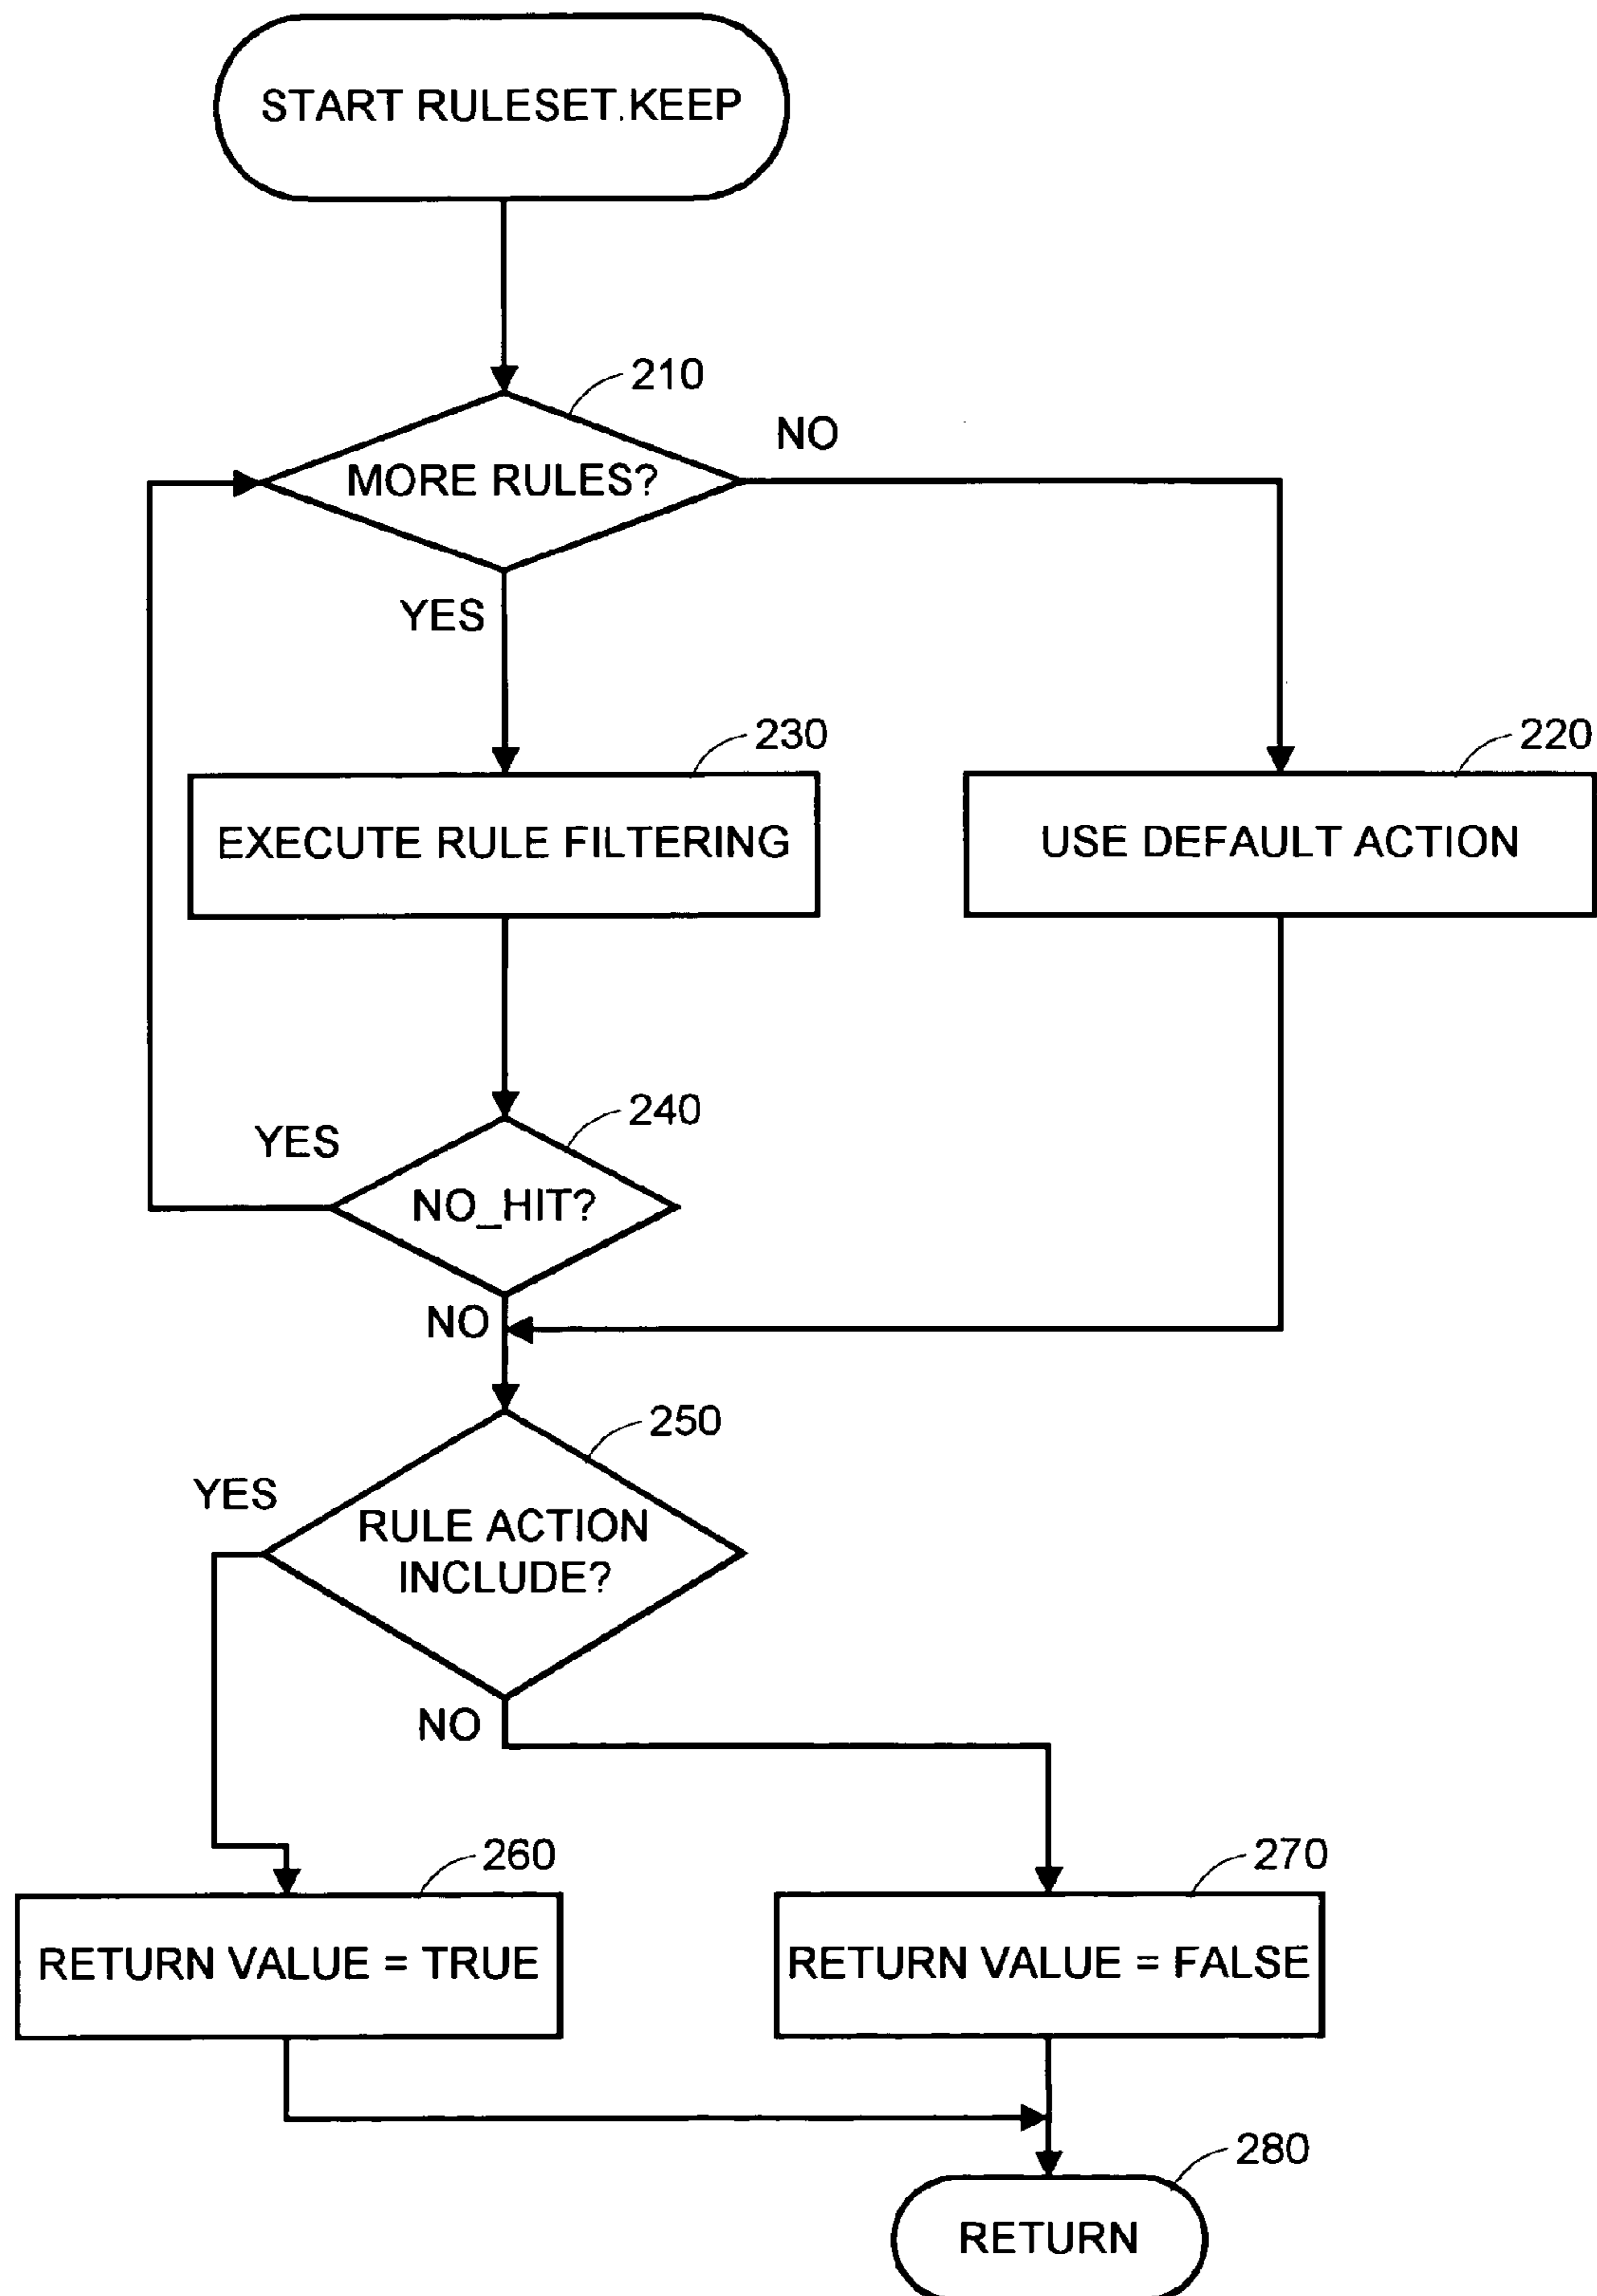 START RULESET.KEEP
210
NO
MORE RULES?
YES
230
220
EXECUTE RULE FILTERING
USE DEFAULT ACTION
240
YES
NO_HIT?
NO
250
YES
RULE ACTION
INCLUDE?
NO
260
270
RETURN VALUE = TRUE
RETURN VALUE = FALSE
280
RETURN